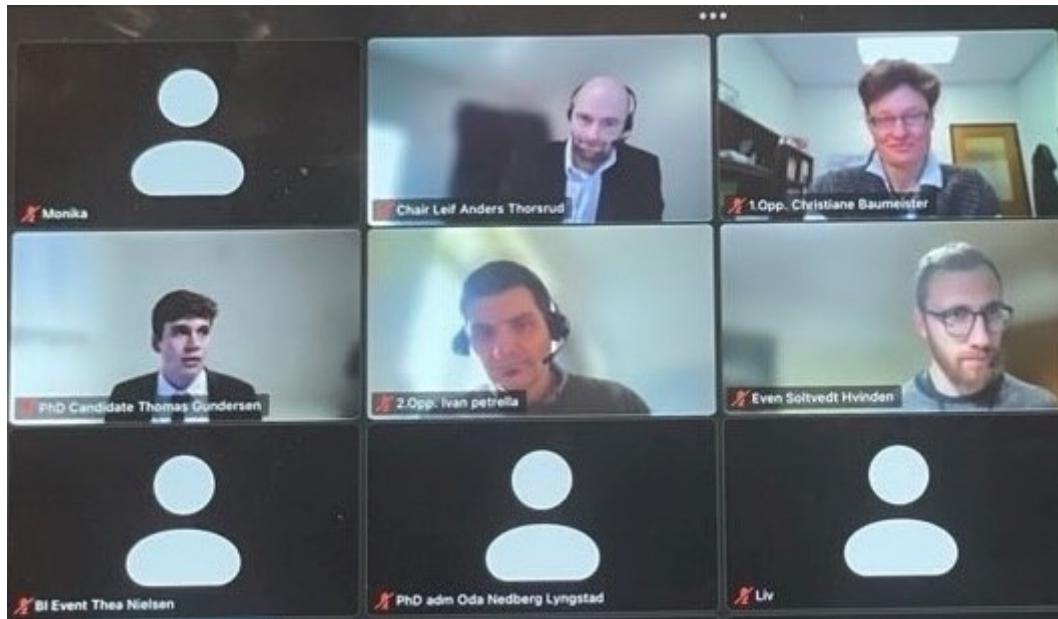 Monika
Chair Leif Anders Thorsrud
1.Opp. Christiane Baumeister
PhD Candidate Thomas Gundersen
2.Opp. Ivan petrella
Even Soltvedt Hvinden
BI Event Thea Nielsen
PhD adm Oda Nedberg Lyngstad
Liv